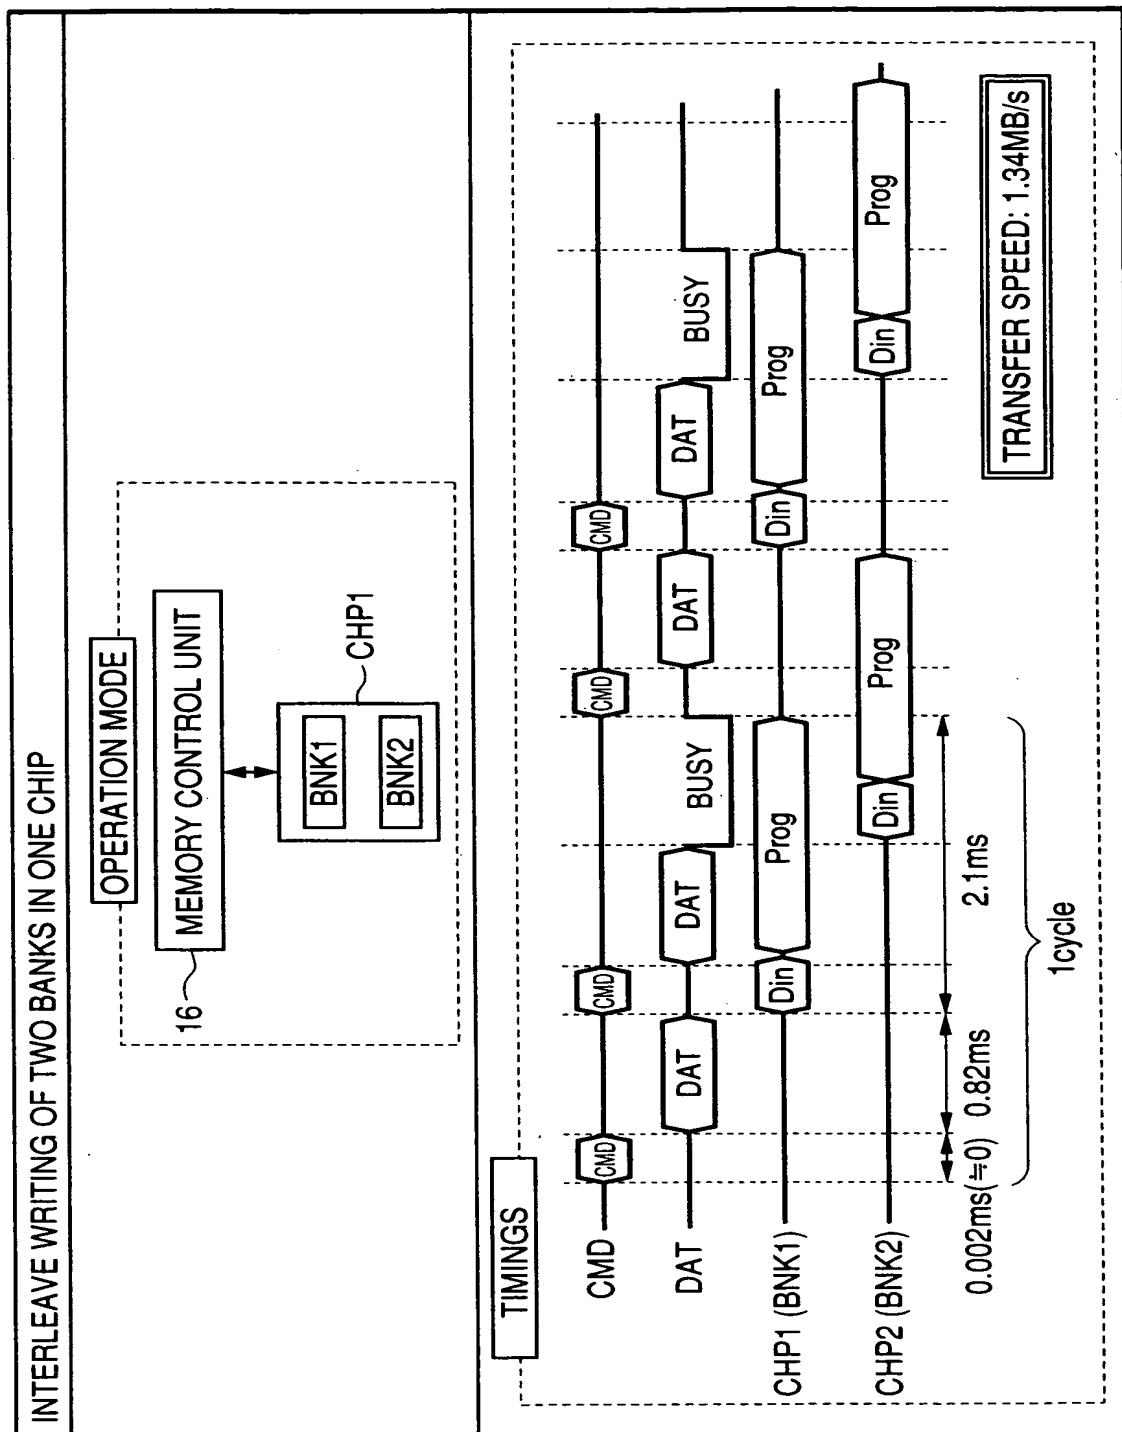 INTERLEAVE WRITING OF TWO BANKS IN ONE CHIP
OPERATION MODE
16
MEMORY CONTROL UNIT
CHP1
BNK1
BNK2
TIMINGS
CMD
CMD
CMD
CMD
CMD
DAT
DAT
DAT
BUSY
DAT
DAT
BUSY
CHP1 (BNK1)
Din
Prog
Din
Prog
CHP2 (BNK2)
Din
Prog
Din
Prog
0.002ms(≒0)
0.82ms
2.1ms
1cycle
TRANSFER SPEED: 1.34MB/s